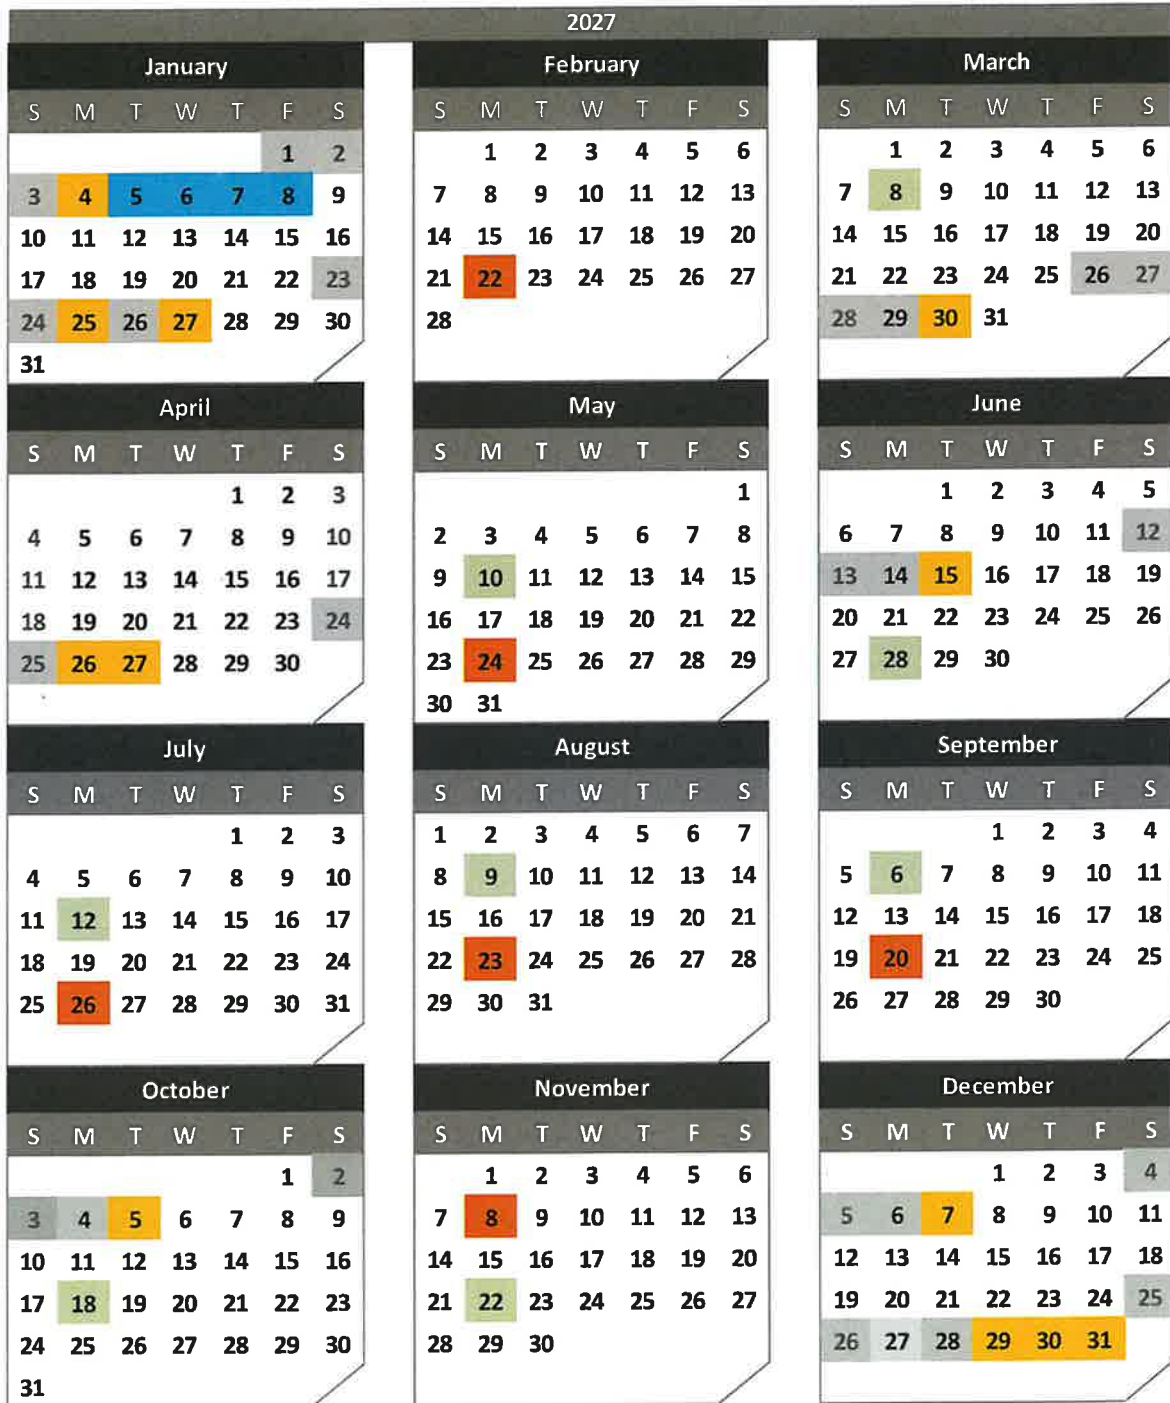 2027
January
S M T W T F S
1 2
3 4 5 6 7 8 9
10 11 12 13 14 15 16
17 18 19 20 21 22 23
24 25 26 27 28 29 30
31
February
S M T W T F S
1 2 3 4 5 6
7 8 9 10 11 12 13
14 15 16 17 18 19 20
21 22 23 24 25 26 27
28
March
S M T W T F S
1 2 3 4 5 6
7 8 9 10 11 12 13
14 15 16 17 18 19 20
21 22 23 24 25 26 27
28 29 30 31
April
S M T W T F S
1 2 3
4 5 6 7 8 9 10
11 12 13 14 15 16 17
18 19 20 21 22 23 24
25 26 27 28 29 30
May
S M T W T F S
1
2 3 4 5 6 7 8
9 10 11 12 13 14 15
16 17 18 19 20 21 22
23 24 25 26 27 28 29
30 31
June
S M T W T F S
1 2 3 4 5
6 7 8 9 10 11 12
13 14 15 16 17 18 19
20 21 22 23 24 25 26
27 28 29 30
July
S M T W T F S
1 2 3
4 5 6 7 8 9 10
11 12 13 14 15 16 17
18 19 20 21 22 23 24
25 26 27 28 29 30 31
August
S M T W T F S
1 2 3 4 5 6 7
8 9 10 11 12 13 14
15 16 17 18 19 20 21
22 23 24 25 26 27 28
29 30 31
September
S M T W T F S
1 2 3 4
5 6 7 8 9 10 11
12 13 14 15 16 17 18
19 20 21 22 23 24 25
26 27 28 29 30
October
S M T W T F S
1 2
3 4 5 6 7 8 9
10 11 12 13 14 15 16
17 18 19 20 21 22 23
24 25 26 27 28 29 30
31
November
S M T W T F S
1 2 3 4 5 6
7 8 9 10 11 12 13
14 15 16 17 18 19 20
21 22 23 24 25 26 27
28 29 30
December
S M T W T F S
1 2 3 4
5 6 7 8 9 10 11
12 13 14 15 16 17 18
19 20 21 22 23 24 25
26 27 28 29 30 31